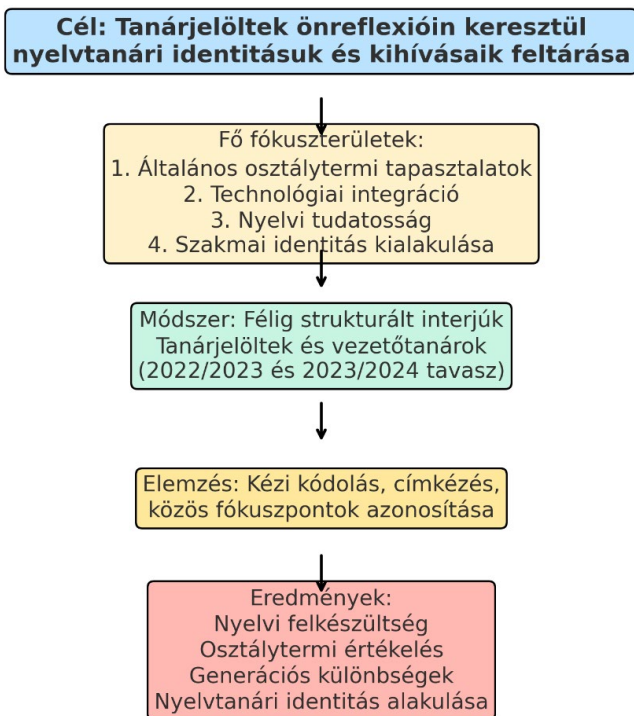 Cél: Tanárjelöltek önreflexióin keresztül
nyelvtanári identitásuk és kihívásaik feltárása
Fő fókuszterületek:
1. Általános osztálytermi tapasztalatok
2. Technológiai integráció
3. Nyelvi tudatosság
4. Szakmai identitás kialakulása
Módszer: Félig strukturált interjúk
Tanárjelöltek és vezetőtanárok
(2022/2023 és 2023/2024 tavasz)
Elemzés: Kézi kódolás, címkézés,
közös fókuszpontok azonosítása
Eredmények:
Nyelvi felkészültség
Osztálytermi értékelés
Generációs különbségek
Nyelvtanári identitás alakulása